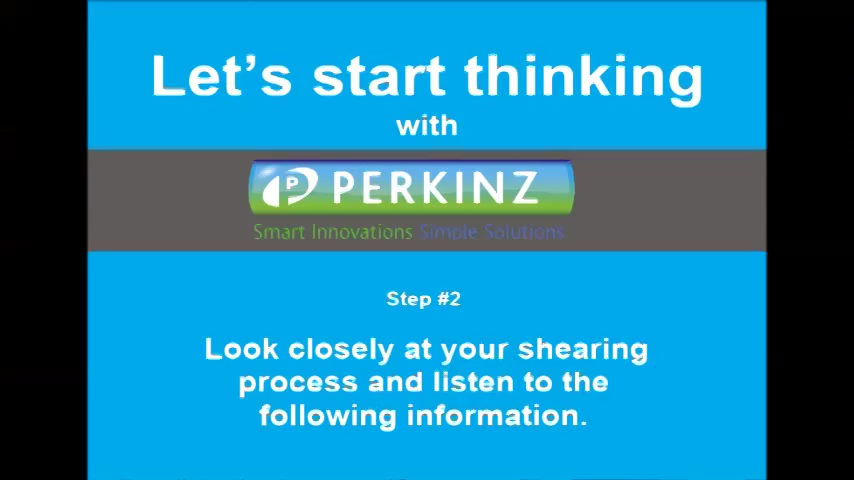 Let's start thinking
with
P PERKINZ
Smart Innovations Simple Solutions
Step #2
Look closely at your shearing
process and listen to the
following information.